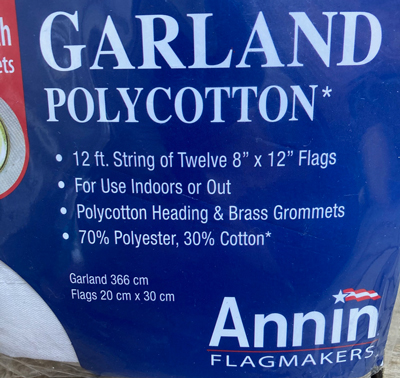 h
ets
GARLAND
POLYCOTTON*
• 12 ft. String of Twelve 8” x 12” Flags
• For Use Indoors or Out
• Polycotton Heading & Brass Grommets
• 70% Polyester, 30% Cotton*
Garland 366 cm
Flags 20 cm x 30 cm
Annin
FLAGMAKERS